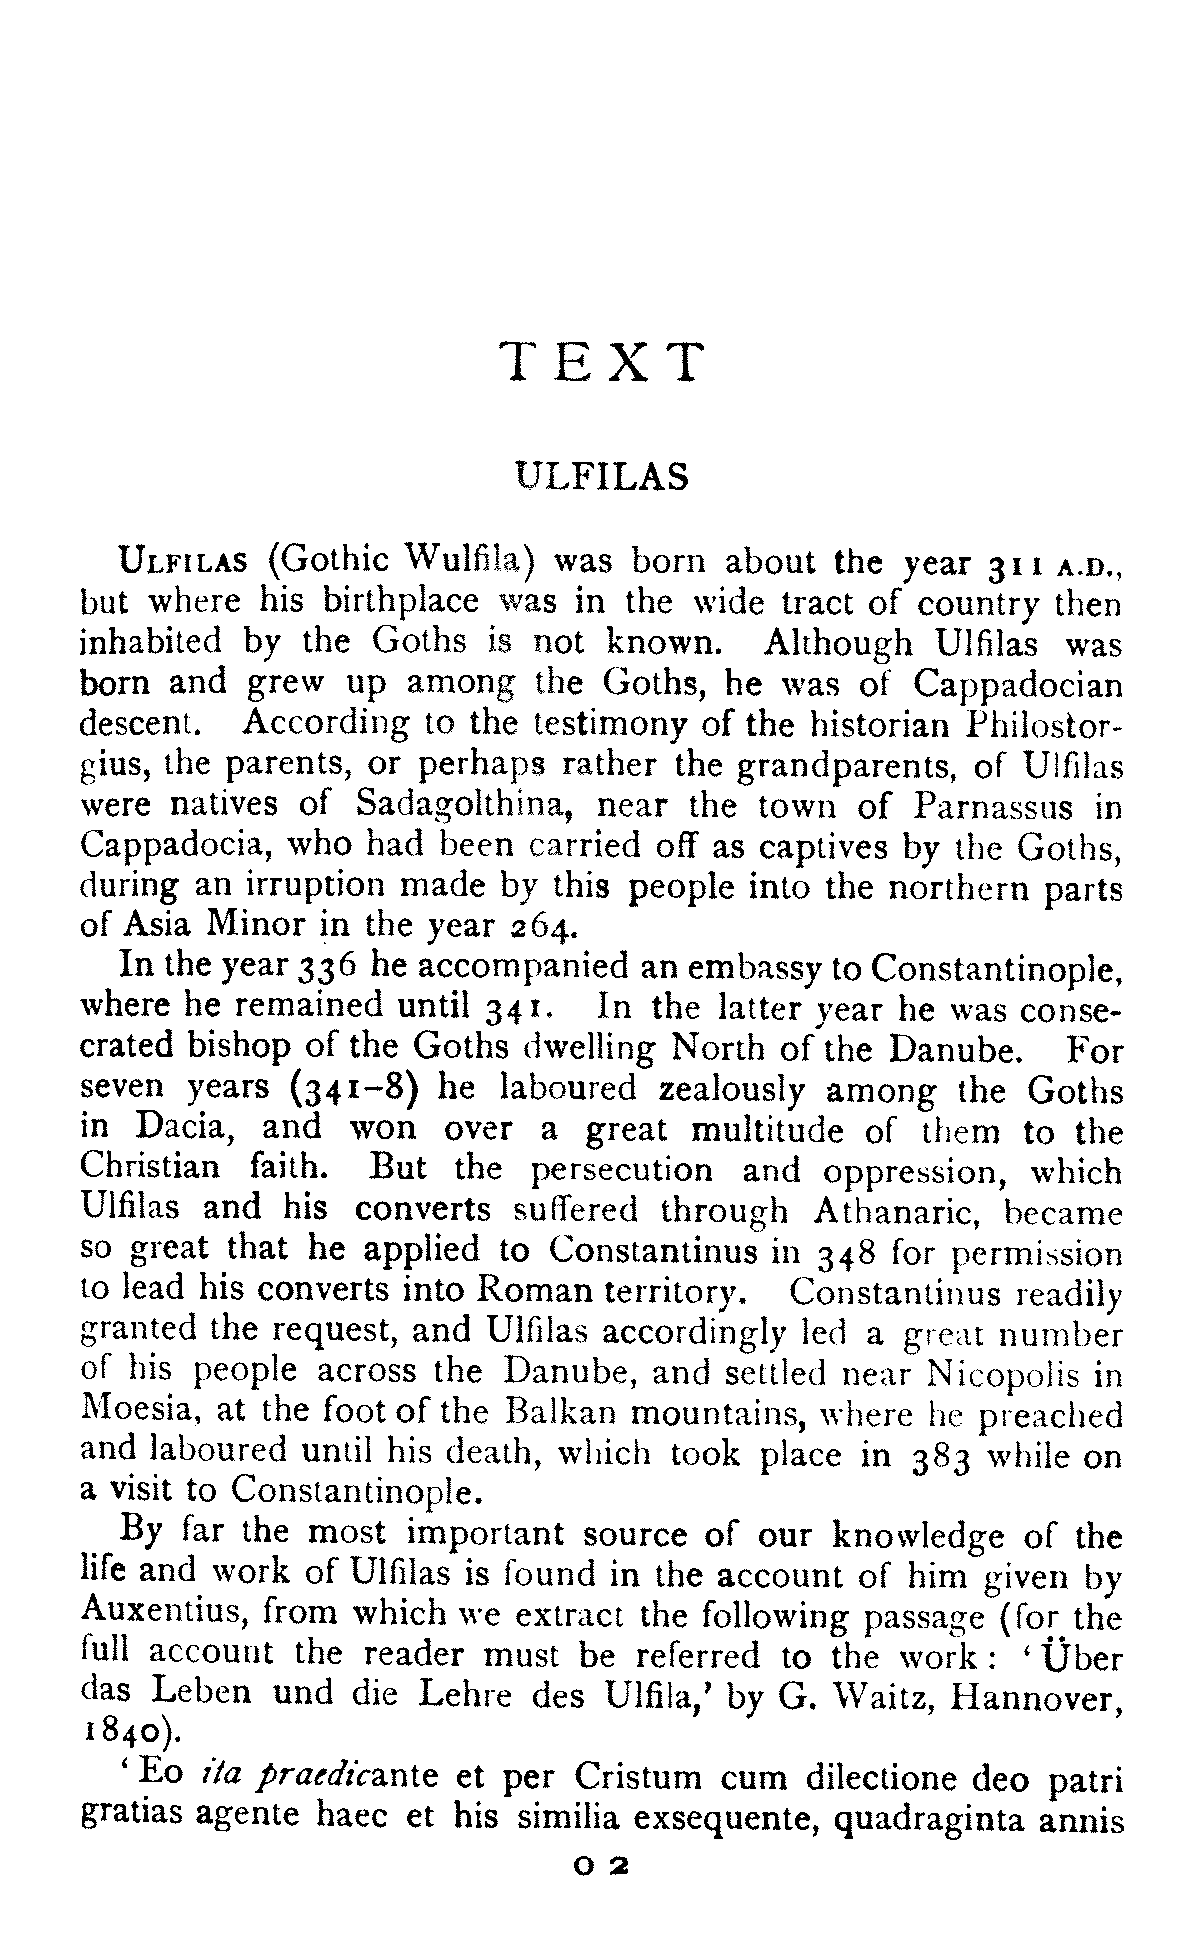 TEXT
ULFILAS
ULFILAS (Gothic Wulfila) was born about the year 311 A.D.,
but where his birthplace was in the wide tract of country then
inhabited by the Goths is not known. Although Ulfilas was
born and grew up among the Goths, he was of Cappadocian
descent. According to the testimony of the historian Philostor-
gius, the parents, or perhaps rather the grandparents, of Ulfilas
were natives of Sadagolthina, near the town of Parnassus in
Cappadocia, who had been carried off as captives by the Goths,
during an irruption made by this people into the northern parts
of Asia Minor in the year 264.
In the year 336 he accompanied an embassy to Constantinople,
where he remained until 341. In the latter year he was conse-
crated bishop of the Goths dwelling North of the Danube. For
seven years (341-8) he laboured zealously among the Goths
in Dacia, and won over a great multitude of them to the
Christian faith. But the persecution and oppression, which
Ulfilas and his converts suffered through Athanaric, became
so great that he applied to Constantinus in 348 for permission
to lead his converts into Roman territory. Constantinus readily
granted the request, and Ulfilas accordingly led a great number
of his people across the Danube, and settled near Nicopolis in
Moesia, at the foot of the Balkan mountains, where he preached
and laboured until his death, which took place in 383 while on
a visit to Constantinople.
By far the most important source of our knowledge of the
life and work of Ulfilas is found in the account of him given by
Auxentius, from which we extract the following passage (for the
full account the reader must be referred to the work: 'Über
das Leben und die Lehre des Ulfila,' by G. Waitz, Hannover,
1840).
'Eo ita praedicante et per Cristum cum dilectione deo patri
gratias agente haec et his similia exsequente, quadraginta annis
O 2